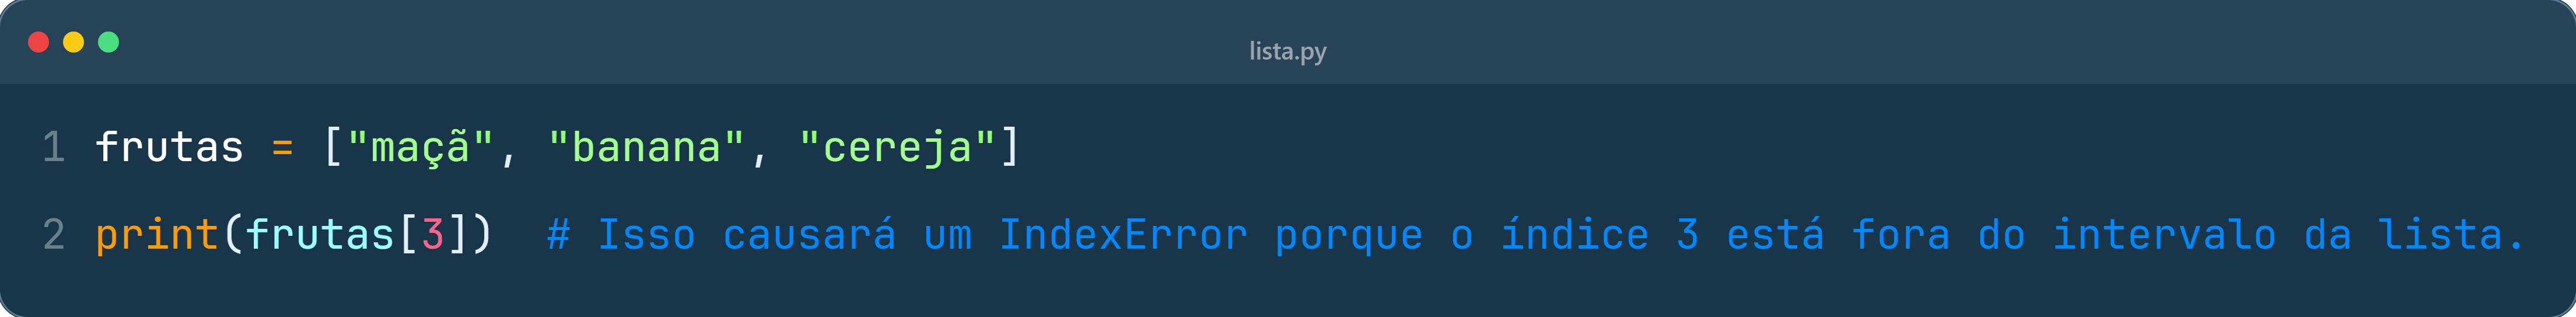 lista.py
1 frutas = ["maçã", "banana", "cereja"]
2 print(frutas[3])  # Isso causará um IndexError porque o índice 3 está fora do intervalo da lista.